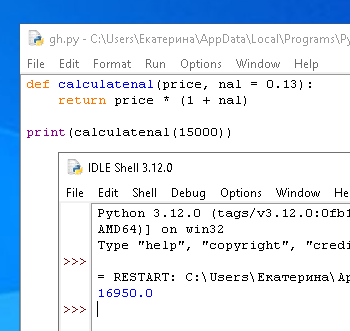 gh.py - C:\Users\Екатерина\AppData\Local\Programs\Py
File Edit Format Run Options Window Help
def calculatenal(price, nal = 0.13):
    return price * (1 + nal)
print(calculatenal(15000))
IDLE Shell 3.12.0
File Edit Shell Debug Options Window
Python 3.12.0 (tags/v3.12.0:0fb1
AMD64)] on win32
Type "help", "copyright", "credi
>>>
= RESTART: C:\Users\Екатерина\Ap
16950.0
>>>